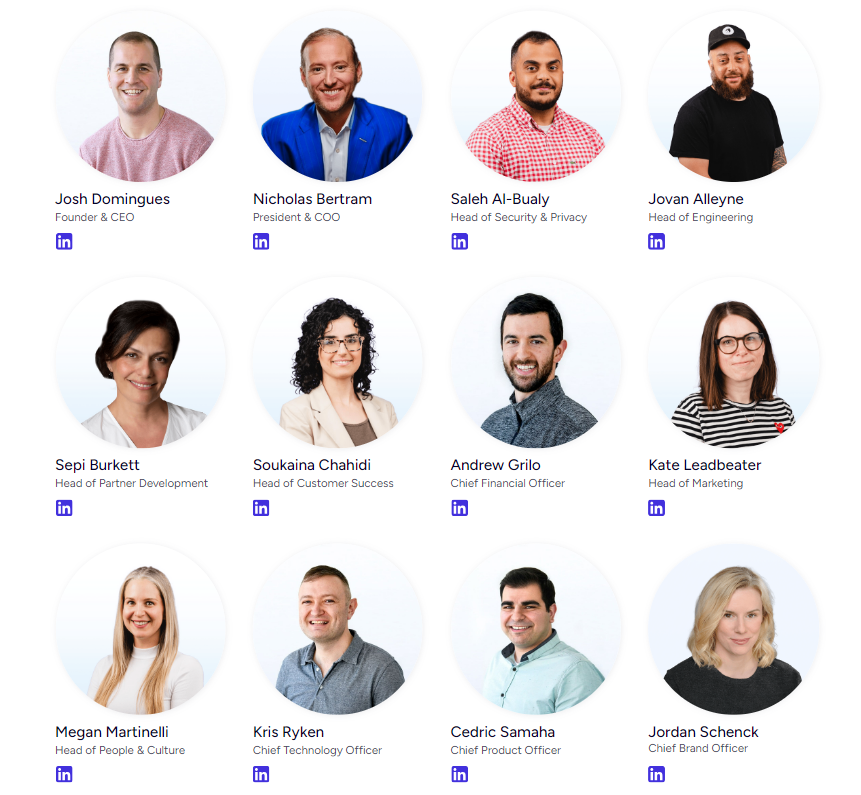 Josh Domingues
Founder & CEO
in
Nicholas Bertram
President & COO
in
Saleh Al-Bualy
Head of Security & Privacy
in
Jovan Alleyne
Head of Engineering
in
Sepi Burkett
Head of Partner Development
in
Soukaina Chahidi
Head of Customer Success
in
Andrew Grilo
Chief Financial Officer
in
Kate Leadbeater
Head of Marketing
in
Megan Martinelli
Head of People & Culture
in
Kris Ryken
Chief Technology Officer
in
Cedric Samaha
Chief Product Officer
in
Jordan Schenck
Chief Brand Officer
in